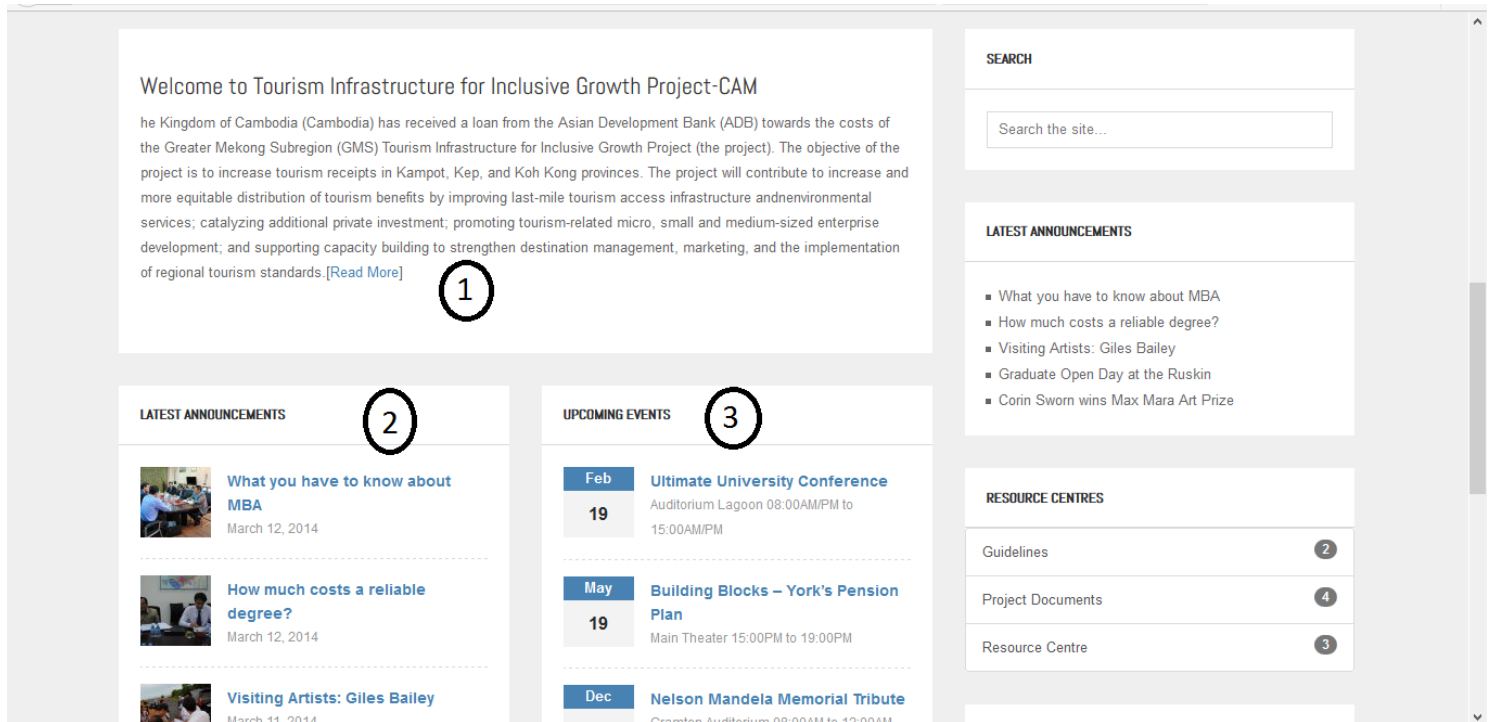 Welcome to Tourism Infrastructure for Inclusive Growth Project-CAM
he Kingdom of Cambodia (Cambodia) has received a loan from the Asian Development Bank (ADB) towards the costs of
the Greater Mekong Subregion (GMS) Tourism Infrastructure for Inclusive Growth Project (the project). The objective of the
project is to increase tourism receipts in Kampot, Kep, and Koh Kong provinces. The project will contribute to increase and
more equitable distribution of tourism benefits by improving last-mile tourism access infrastructure andnenvironmental
services; catalyzing additional private investment; promoting tourism-related micro, small and medium-sized enterprise
development; and supporting capacity building to strengthen destination management, marketing, and the implementation
of regional tourism standards.[Read More]
1
LATEST ANNOUNCEMENTS
2
What you have to know about
MBA
March 12, 2014
How much costs a reliable
degree?
March 12, 2014
Visiting Artists: Giles Bailey
March 11, 2014
UPCOMING EVENTS
3
Feb
19
Ultimate University Conference
Auditorium Lagoon 08:00AM/PM to
15:00AM/PM
May
19
Building Blocks – York's Pension
Plan
Main Theater 15:00PM to 19:00PM
Dec
Nelson Mandela Memorial Tribute
Cramton Auditorium 08:00AM to 12:00AM
SEARCH
Search the site...
LATEST ANNOUNCEMENTS
What you have to know about MBA
How much costs a reliable degree?
Visiting Artists: Giles Bailey
Graduate Open Day at the Ruskin
Corin Sworn wins Max Mara Art Prize
RESOURCE CENTRES
Guidelines 2
Project Documents 4
Resource Centre 3